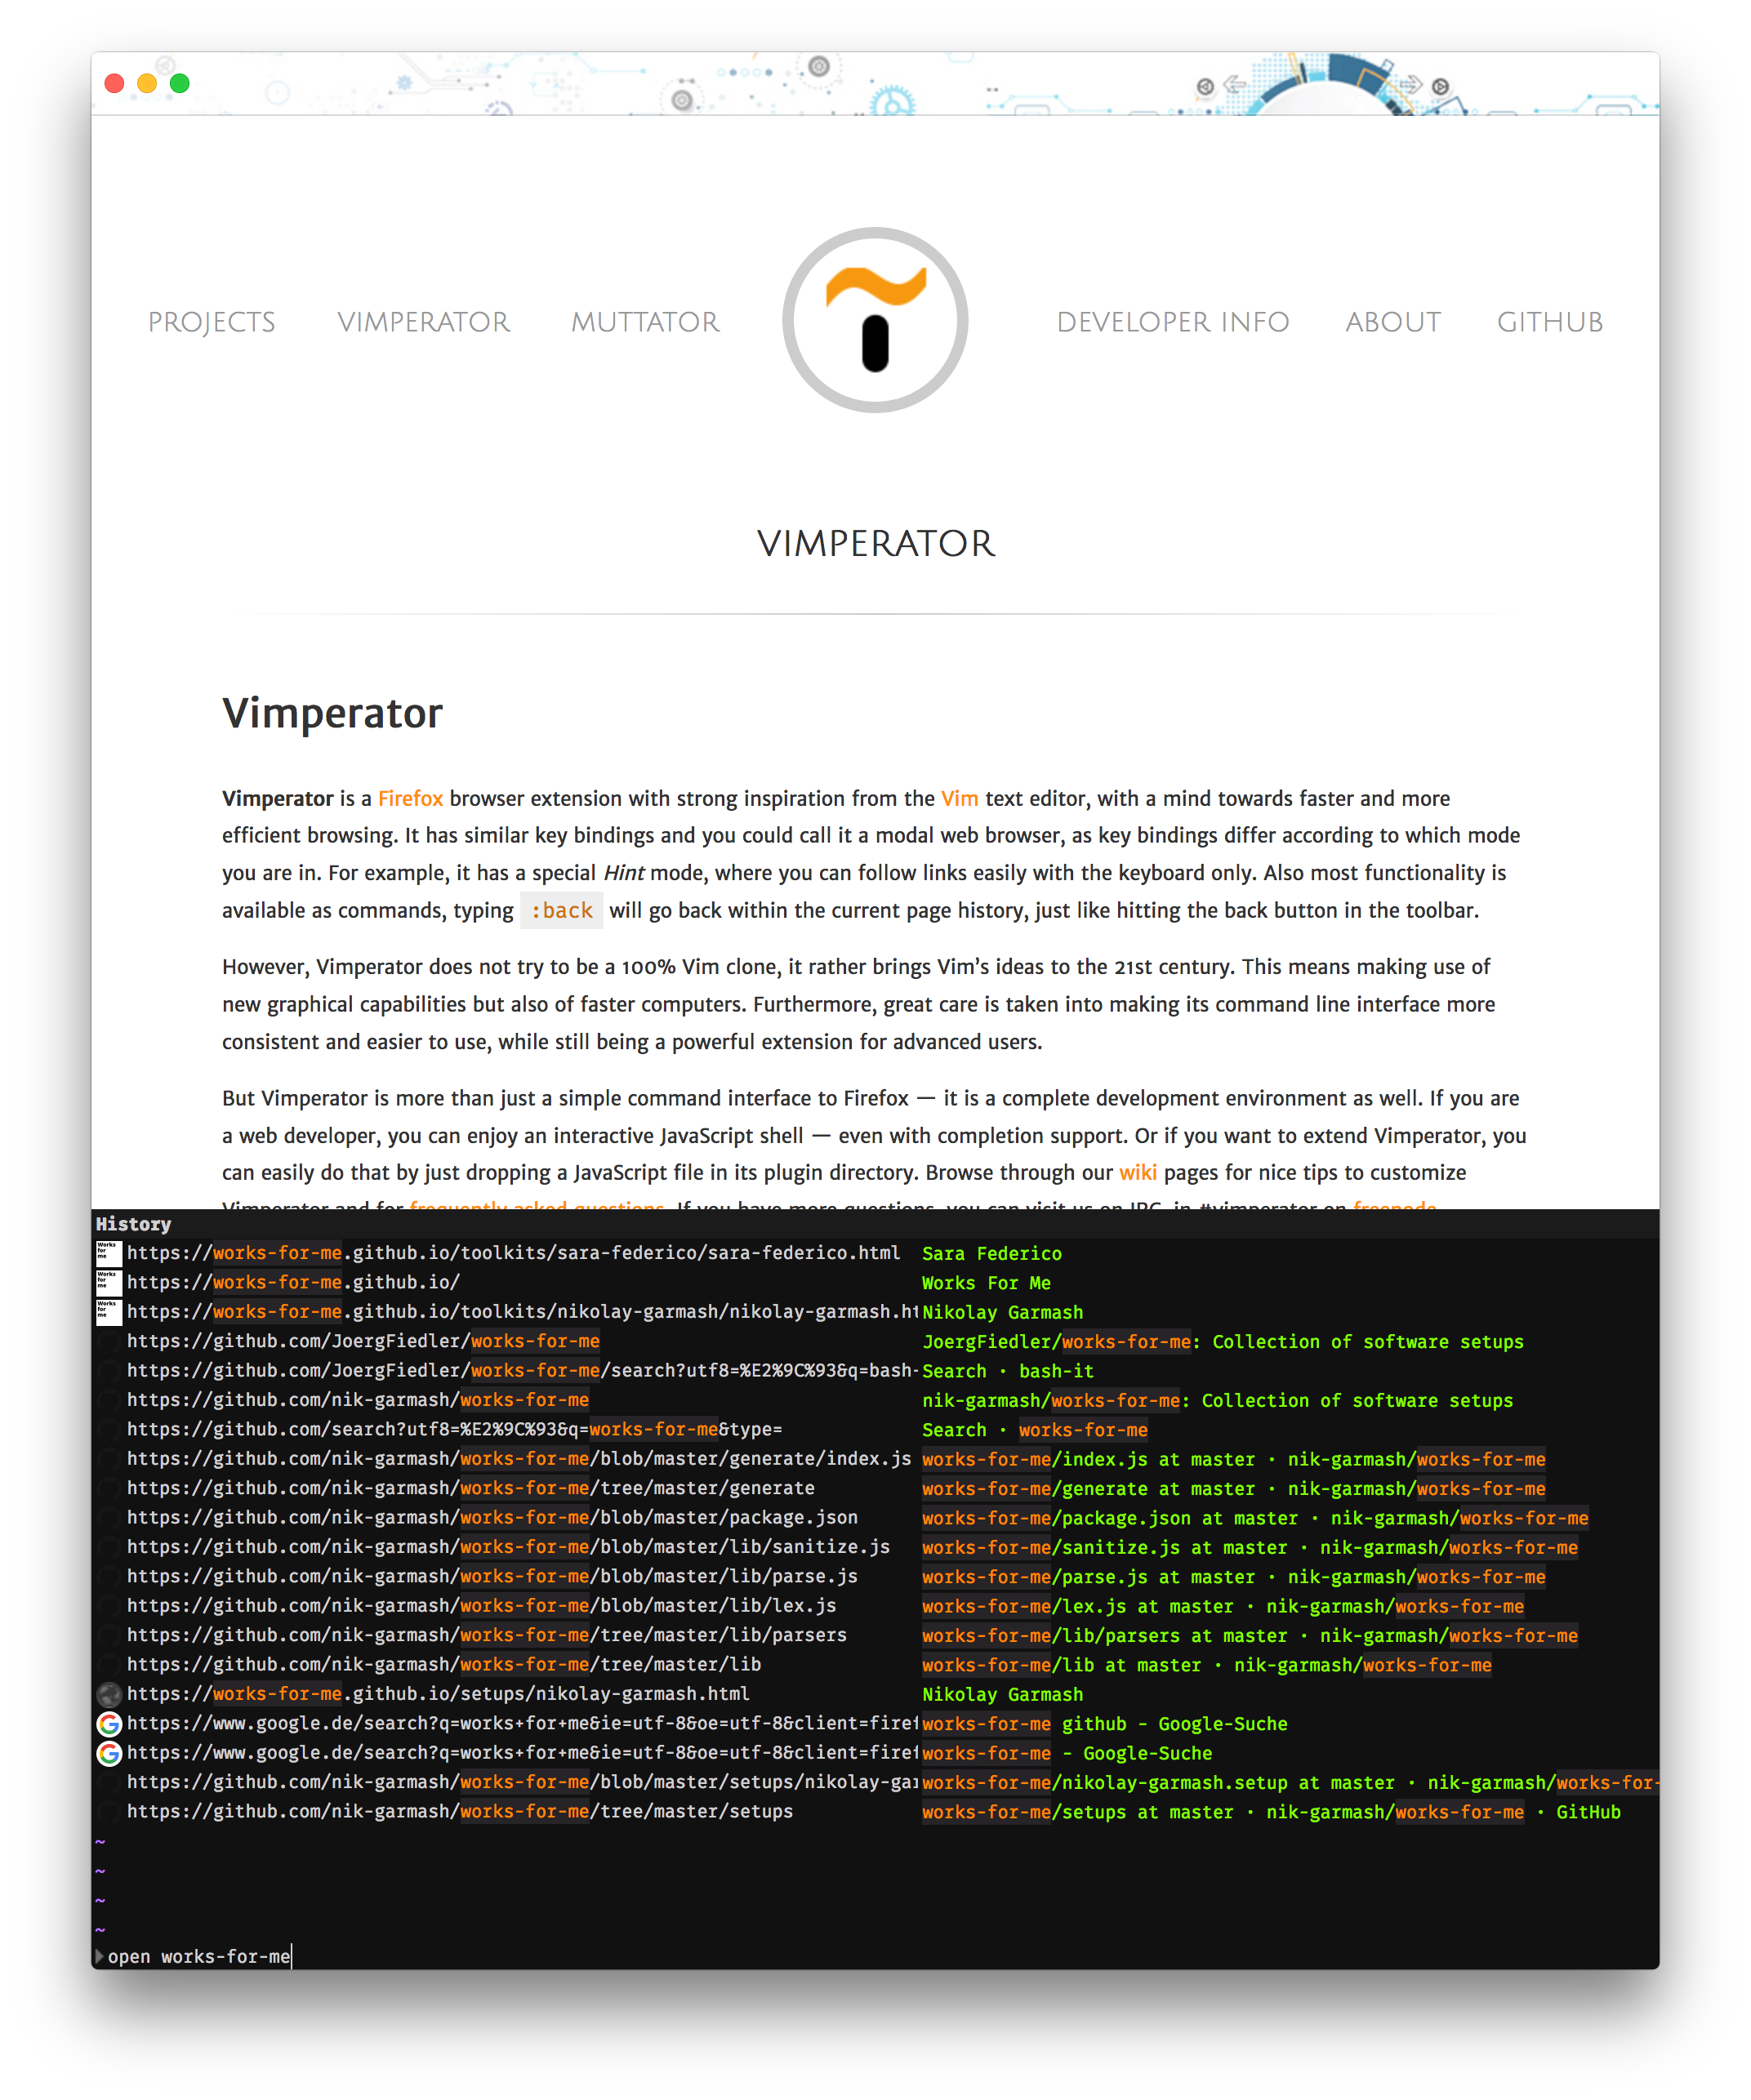 PROJECTS VIMPERATOR MUTTATOR DEVELOPER INFO ABOUT GITHUB
VIMPERATOR
Vimperator
Vimperator is a Firefox browser extension with strong inspiration from the Vim text editor, with a mind towards faster and more
efficient browsing. It has similar key bindings and you could call it a modal web browser, as key bindings differ according to which mode
you are in. For example, it has a special Hint mode, where you can follow links easily with the keyboard only. Also most functionality is
available as commands, typing :back will go back within the current page history, just like hitting the back button in the toolbar.
However, Vimperator does not try to be a 100% Vim clone, it rather brings Vim's ideas to the 21st century. This means making use of
new graphical capabilities but also of faster computers. Furthermore, great care is taken into making its command line interface more
consistent and easier to use, while still being a powerful extension for advanced users.
But Vimperator is more than just a simple command interface to Firefox — it is a complete development environment as well. If you are
a web developer, you can enjoy an interactive JavaScript shell — even with completion support. Or if you want to extend Vimperator, you
can easily do that by just dropping a JavaScript file in its plugin directory. Browse through our wiki pages for nice tips to customize
Vimperator and for frequently asked questions. If you have more questions, you can visit us on IRC, in #vimperator on freenode.
History
Works for me https://works-for-me.github.io/toolkits/sara-federico/sara-federico.html Sara Federico
Works for me https://works-for-me.github.io/ Works For Me
Works for me https://works-for-me.github.io/toolkits/nikolay-garmash/nikolay-garmash.ht Nikolay Garmash
https://github.com/JoergFiedler/works-for-me JoergFiedler/works-for-me: Collection of software setups
https://github.com/JoergFiedler/works-for-me/search?utf8=%E2%9C%93&q=bash- Search · bash-it
https://github.com/nik-garmash/works-for-me nik-garmash/works-for-me: Collection of software setups
https://github.com/search?utf8=%E2%9C%93&q=works-for-me&type= Search · works-for-me
https://github.com/nik-garmash/works-for-me/blob/master/generate/index.js works-for-me/index.js at master · nik-garmash/works-for-me
https://github.com/nik-garmash/works-for-me/tree/master/generate works-for-me/generate at master · nik-garmash/works-for-me
https://github.com/nik-garmash/works-for-me/blob/master/package.json works-for-me/package.json at master · nik-garmash/works-for-me
https://github.com/nik-garmash/works-for-me/blob/master/lib/sanitize.js works-for-me/sanitize.js at master · nik-garmash/works-for-me
https://github.com/nik-garmash/works-for-me/blob/master/lib/parse.js works-for-me/parse.js at master · nik-garmash/works-for-me
https://github.com/nik-garmash/works-for-me/blob/master/lib/lex.js works-for-me/lex.js at master · nik-garmash/works-for-me
https://github.com/nik-garmash/works-for-me/tree/master/lib/parsers works-for-me/lib/parsers at master · nik-garmash/works-for-me
https://github.com/nik-garmash/works-for-me/tree/master/lib works-for-me/lib at master · nik-garmash/works-for-me
https://works-for-me.github.io/setups/nikolay-garmash.html Nikolay Garmash
https://www.google.de/search?q=works+for+me&ie=utf-8&oe=utf-8&client=firef works-for-me github - Google-Suche
https://www.google.de/search?q=works+for+me&ie=utf-8&oe=utf-8&client=firef works-for-me - Google-Suche
https://github.com/nik-garmash/works-for-me/blob/master/setups/nikolay-gar works-for-me/nikolay-garmash.setup at master · nik-garmash/works-for-
https://github.com/nik-garmash/works-for-me/tree/master/setups works-for-me/setups at master · nik-garmash/works-for-me · GitHub
~
~
~
~
open works-for-me